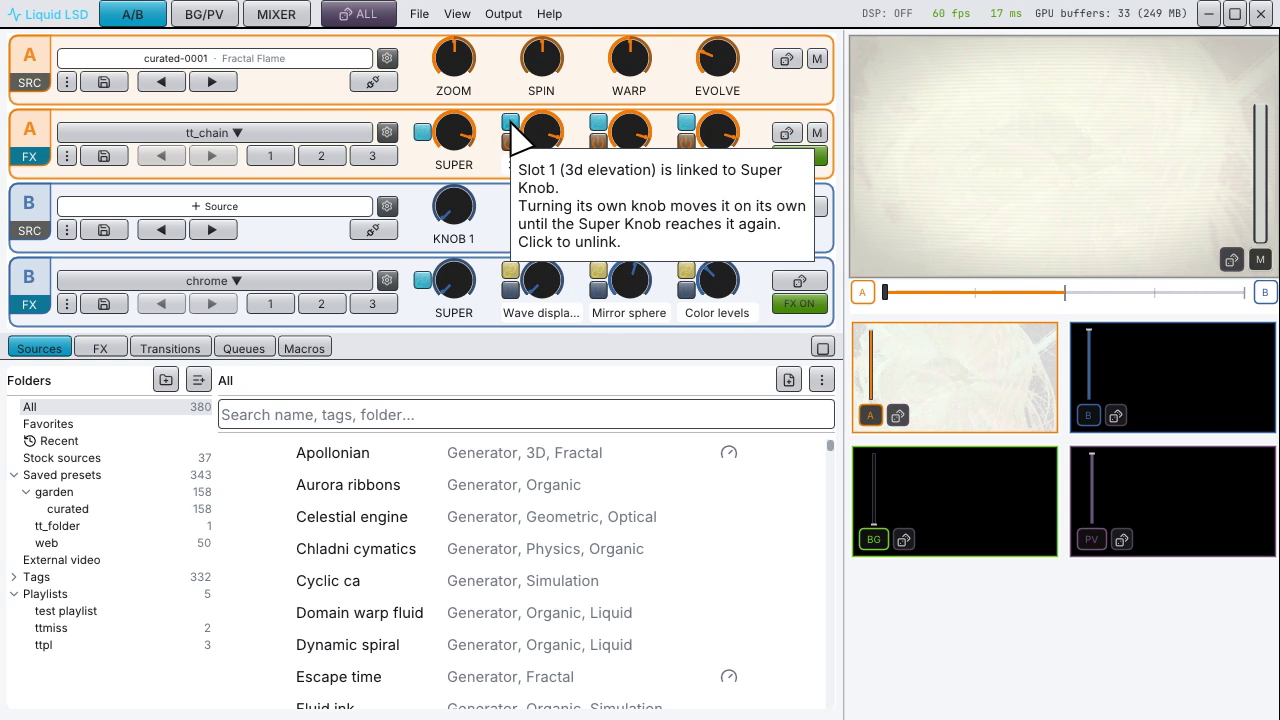 Liquid LSD
A/B
BG/PV
MIXER
ALL
File
View
Output
Help
DSP: OFF
60 fps
17 ms
GPU buffers: 33 (249 MB)
A
SRC
curated-0001 · Fractal Flame
ZOOM
SPIN
WARP
EVOLVE
M
A
FX
tt_chain ▼
1
2
3
SUPER
M
Slot 1 (3d elevation) is linked to Super
Knob.
Turning its own knob moves it on its own
until the Super Knob reaches it again.
Click to unlink.
B
SRC
+ Source
KNOB 1
B
FX
chrome ▼
1
2
3
SUPER
Wave displa...
Mirror sphere
Color levels
FX ON
M
A
B
A
B
BG
PV
Sources
FX
Transitions
Queues
Macros
Folders
All 380
Favorites
Recent
Stock sources 37
Saved presets 343
garden 158
curated 158
tt_folder 1
web 50
External video
Tags 332
Playlists 5
test playlist
ttmiss 2
ttpl 3
All
Search name, tags, folder...
Apollonian Generator, 3D, Fractal
Aurora ribbons Generator, Organic
Celestial engine Generator, Geometric, Optical
Chladni cymatics Generator, Physics, Organic
Cyclic ca Generator, Simulation
Domain warp fluid Generator, Organic, Liquid
Dynamic spiral Generator, Organic, Liquid
Escape time Generator, Fractal
Fluid ink Generator, Organic, Simulation